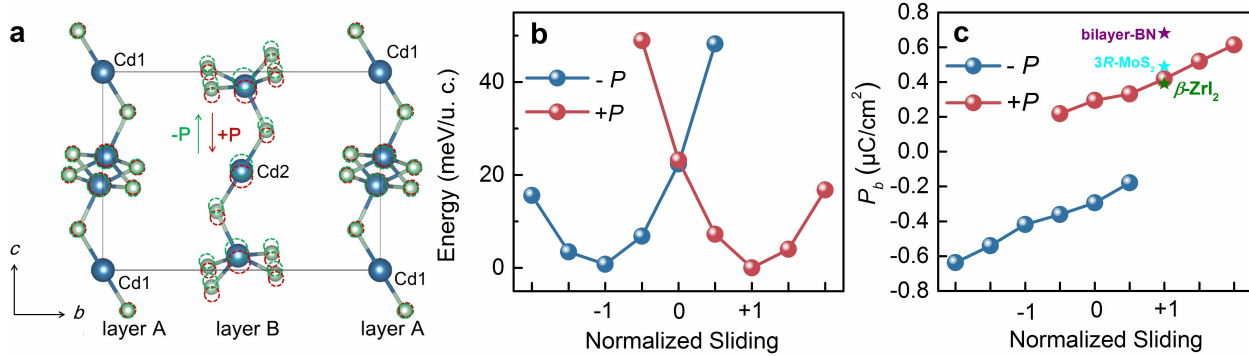 a
Cd1
Cd1
-P
+P
Cd2
Cd1
Cd1
c
b
layer A
layer B
layer A
b
Energy (meV/u. c.)
40
20
0
- P
+P
-1
0
+1
Normalized Sliding
c
P_b (µC/cm²)
0.8
0.6
0.4
0.2
0.0
-0.2
-0.4
-0.6
-0.8
- P
+P
bilayer-BN
3R-MoS₂
β-ZrI₂
-1
0
+1
Normalized Sliding